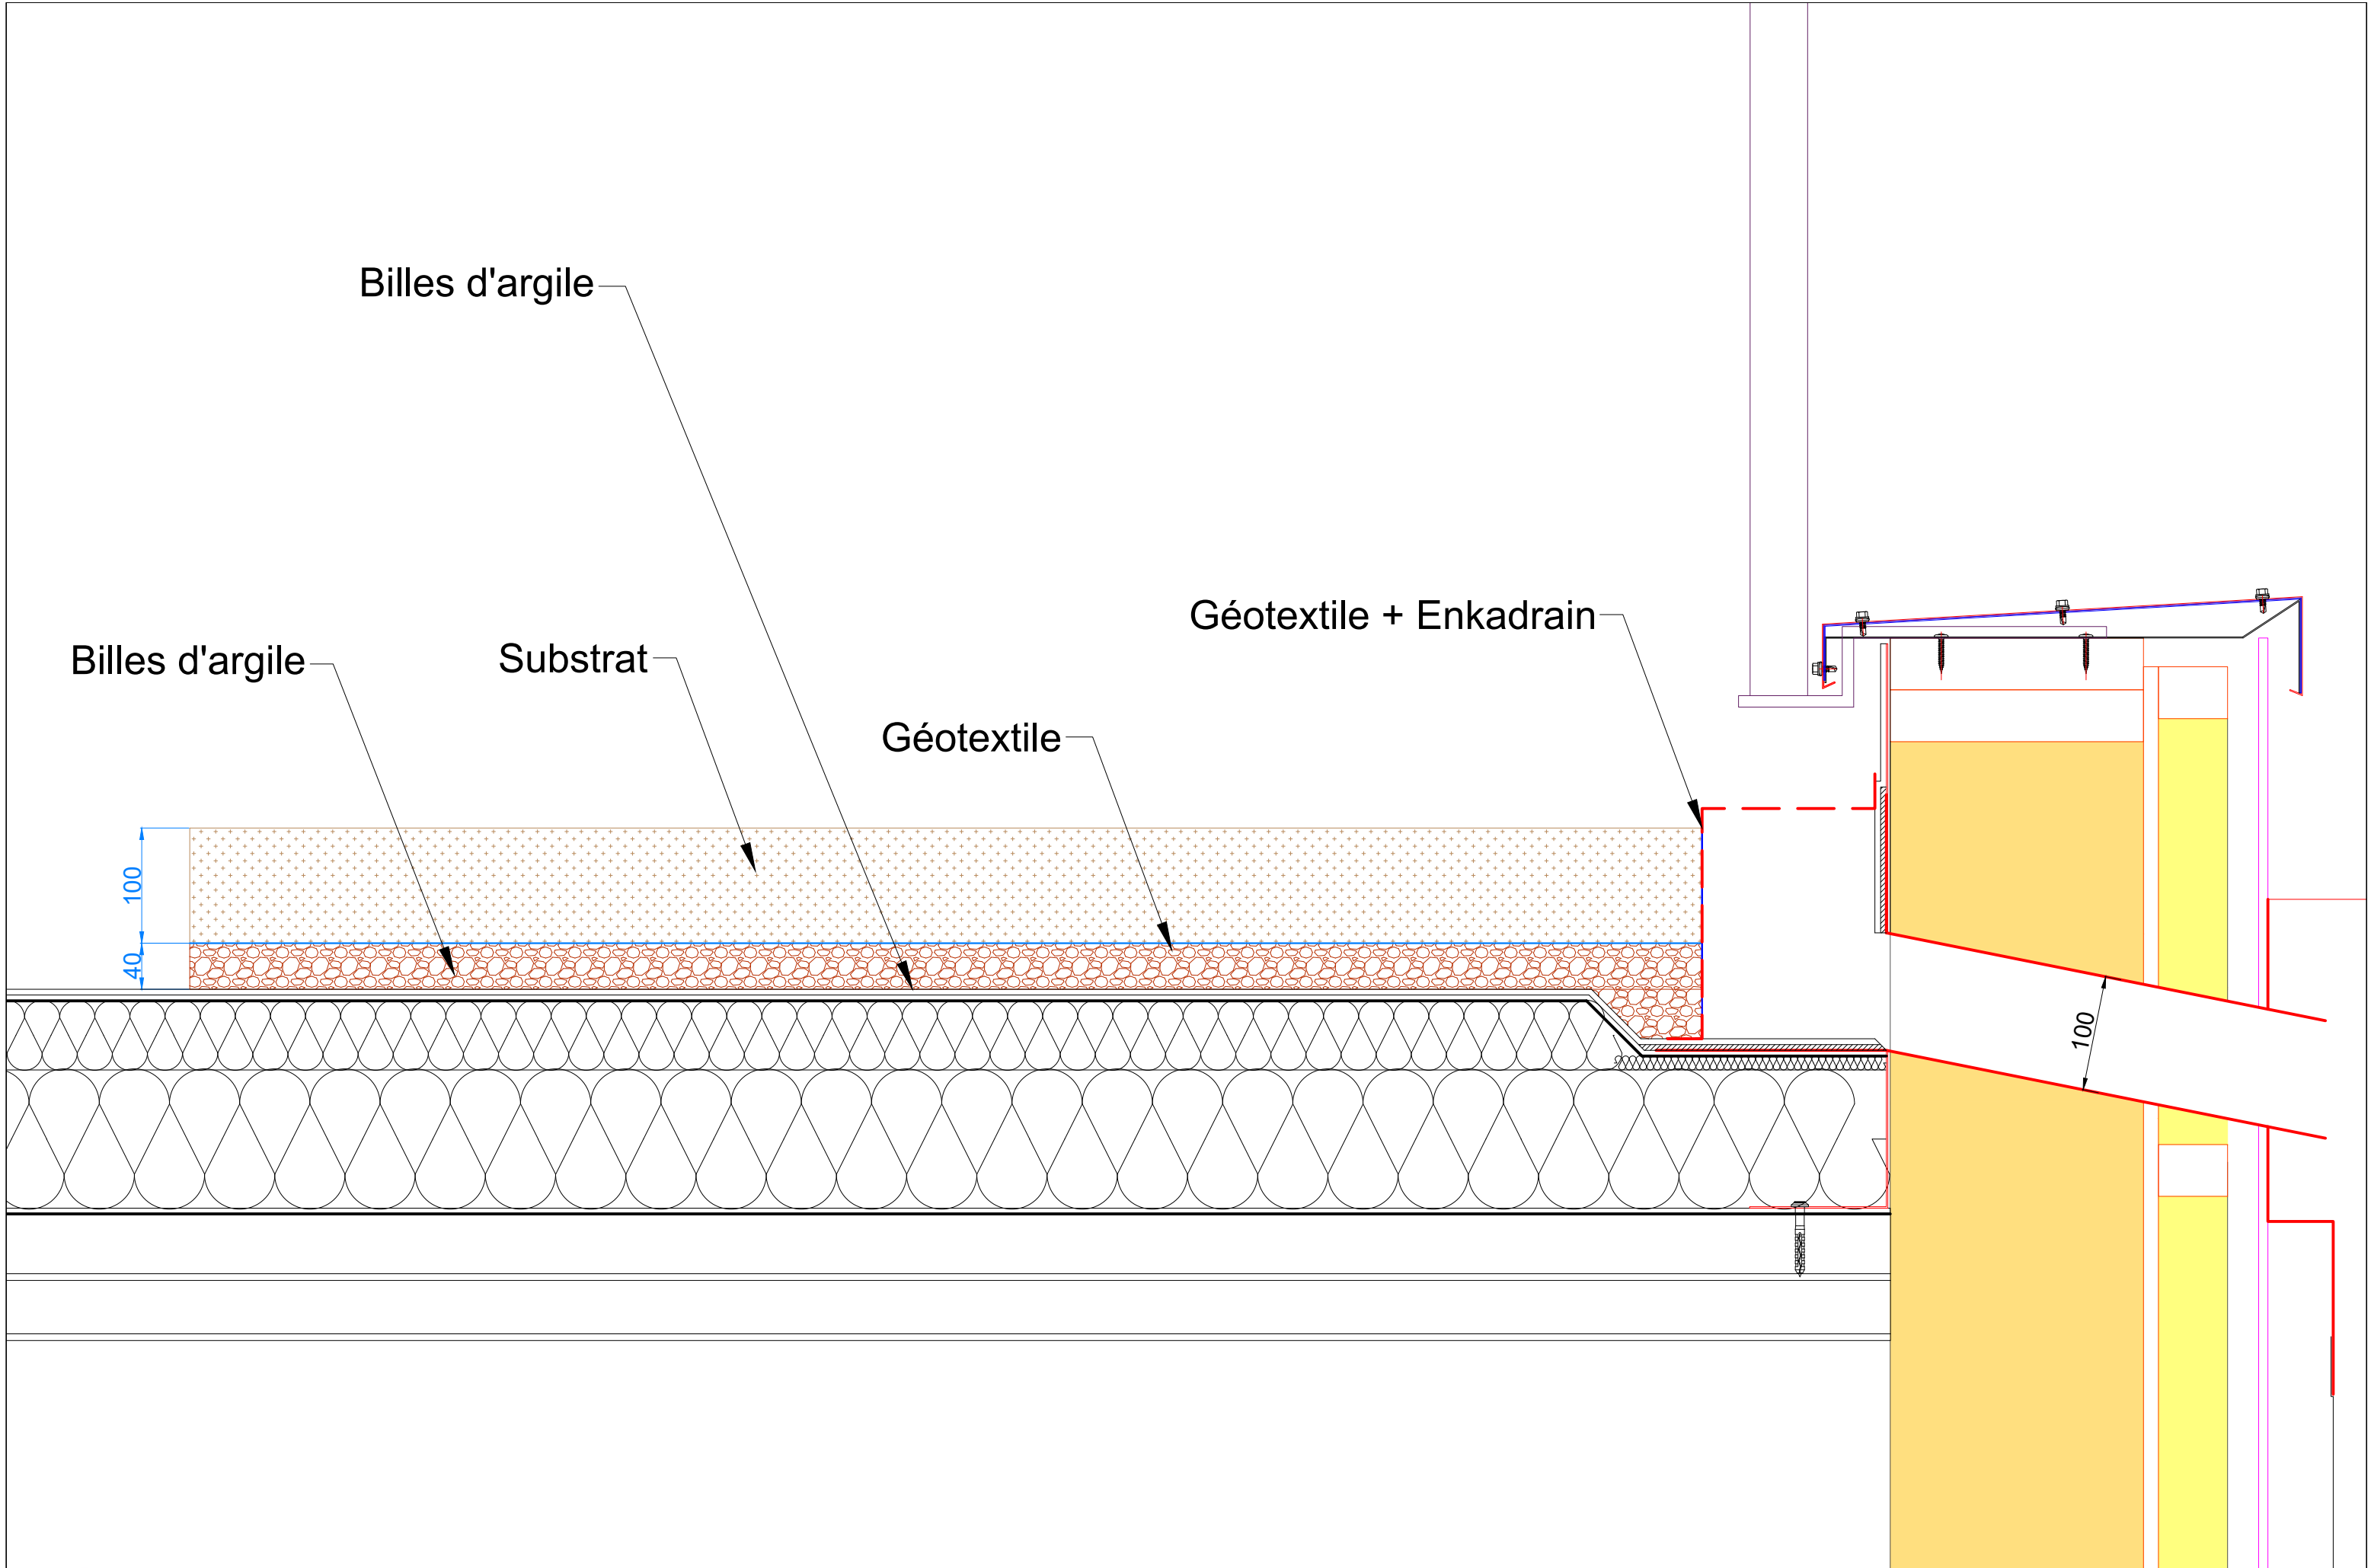 Billes d'argile
Géotextile + Enkadrain
Billes d'argile
Substrat
Géotextile
100
40
100